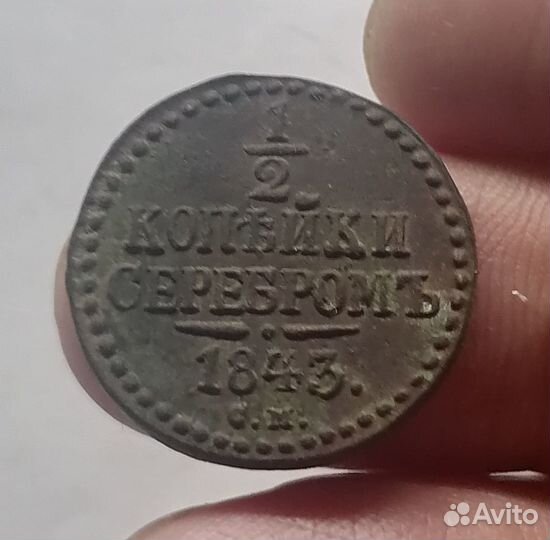 1
2
КОПѢЙКИ
СЕРЕБРОМЪ
1843.
С.М.
Avito